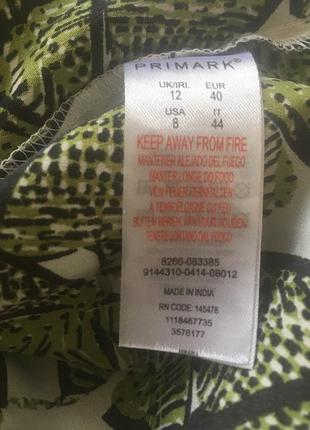 PRIMARK®
UK/IRL EUR
12 40
USA IT
8 44
KEEP AWAY FROM FIRE
MANTENER ALEJADO DEL FUEGO
MANTER LONGE DO FOGO
VON FEUER FERNHALTEN
A TENIR ÉLOIGNÉ DU FEU
BUITEN BEREIK VAN VUUR HOUDEN
TENERE LONTANO DAL FUOCO
8266-083385
9144310-0414-08012
MADE IN INDIA
RN CODE: 145478
1118467735
3578177